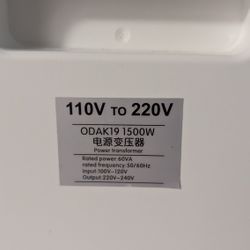 110V TO 220V
ODAK19 1500W
电源变压器
Power transformer
Rated power 60VA
rated frequency: 50/60Hz
Input: 100V~120V
Output: 220V~240V